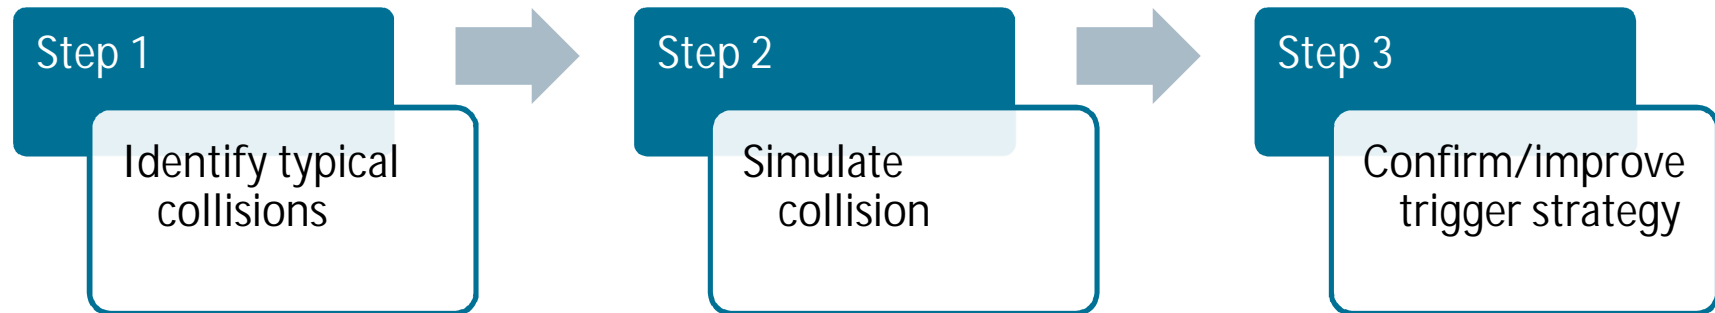 Step 1
Identify typical
collisions
Step 2
Simulate
collision
Step 3
Confirm/improve
trigger strategy